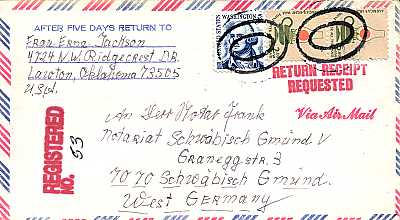 AFTER FIVE DAYS RETURN TO
Frau Erna Jackson
4724 N.W. Ridgecrest DR.
Lawton, Oklahoma 73505
U.S.A.
UNITED STATES
WASHINGTON
RETURN RECEIPT
REQUESTED
Via Air Mail
REGISTERED
NO. 53
An Herr Notar Frank
Notariat Schwäbisch Gmünd V
Graneggstr. 3
7070 Schwäbisch Gmünd.
West Germany